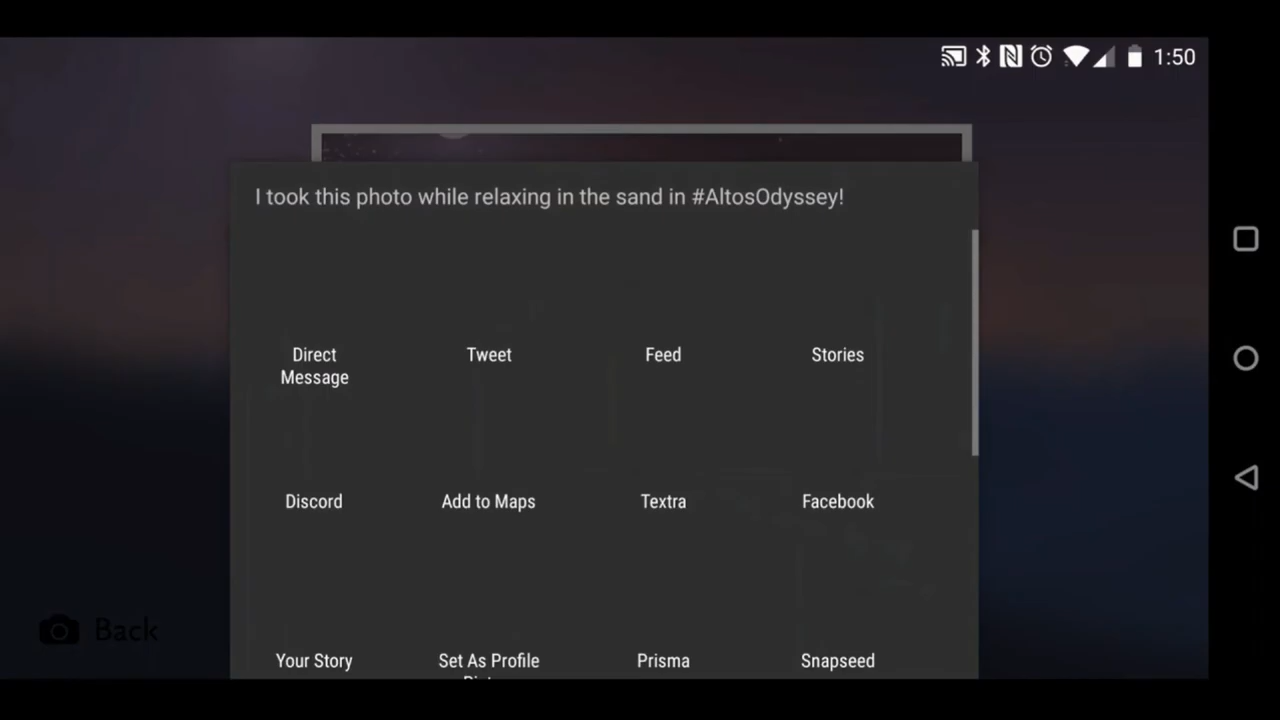 1:50
I took this photo while relaxing in the sand in #AltosOdyssey!
Direct
Message
Tweet
Feed
Stories
Discord
Add to Maps
Textra
Facebook
Back
Your Story
Set As Profile
Prisma
Snapseed